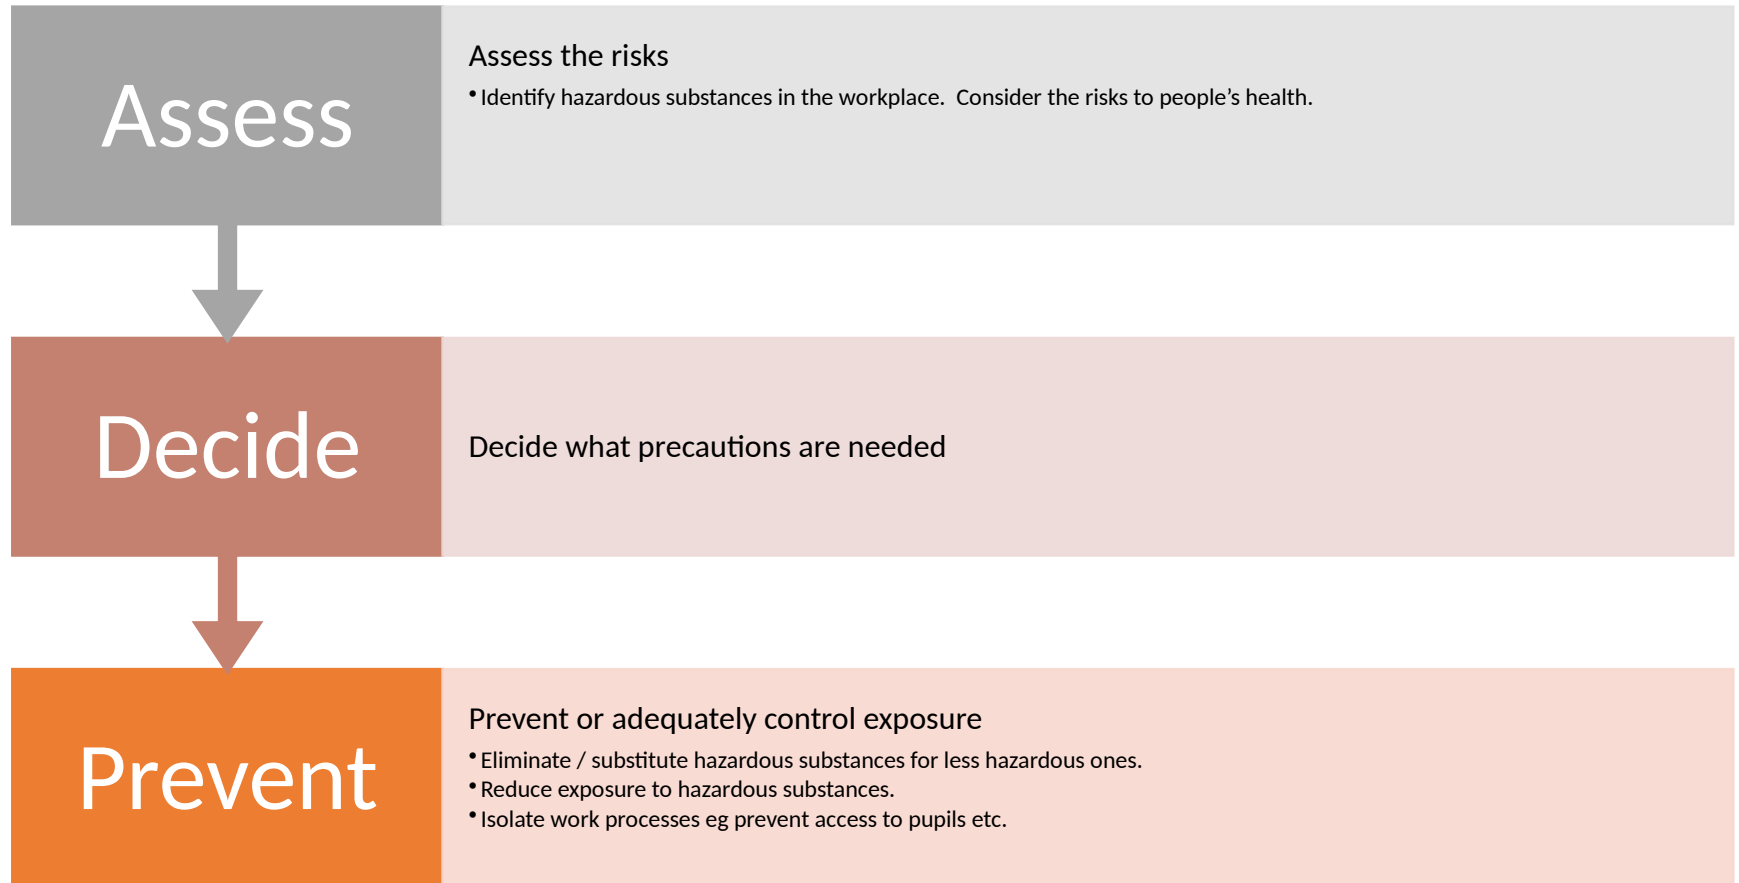 Assess
Assess the risks
•Identify hazardous substances in the workplace.  Consider the risks to people’s health.
Decide
Decide what precautions are needed
Prevent
Prevent or adequately control exposure
•Eliminate / substitute hazardous substances for less hazardous ones.
•Reduce exposure to hazardous substances.
•Isolate work processes eg prevent access to pupils etc.